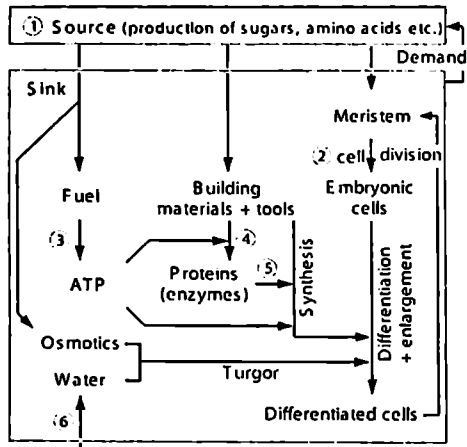 ① Source (production of sugars, amino acids etc.)
Demand
Sink
Meristem
② cell division
Fuel
Building
materials + tools
Embryonic
cells
③
④
ATP
Proteins
(enzymes)
⑤
Synthesis
Differentiation
+ enlargement
Osmotics
Water
Turgor
⑥
Differentiated cells